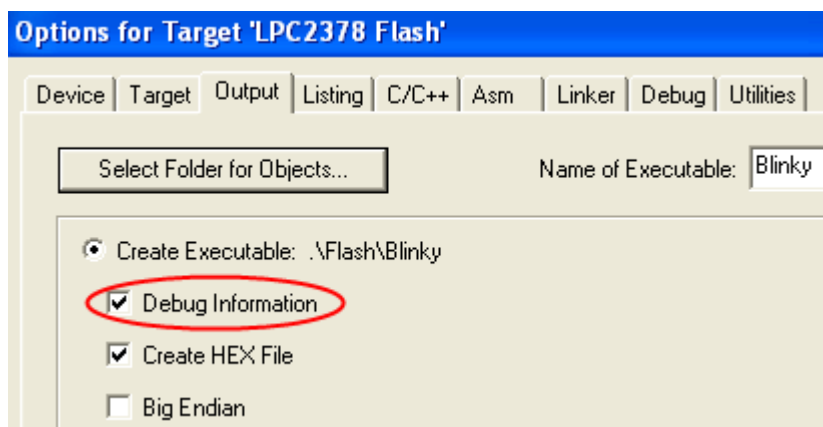 Options for Target 'LPC2378 Flash'
Device Target Output Listing C/C++ Asm Linker Debug Utilities
Select Folder for Objects... Name of Executable: Blinky
Create Executable: .\Flash\Blinky
Debug Information
Create HEX File
Big Endian